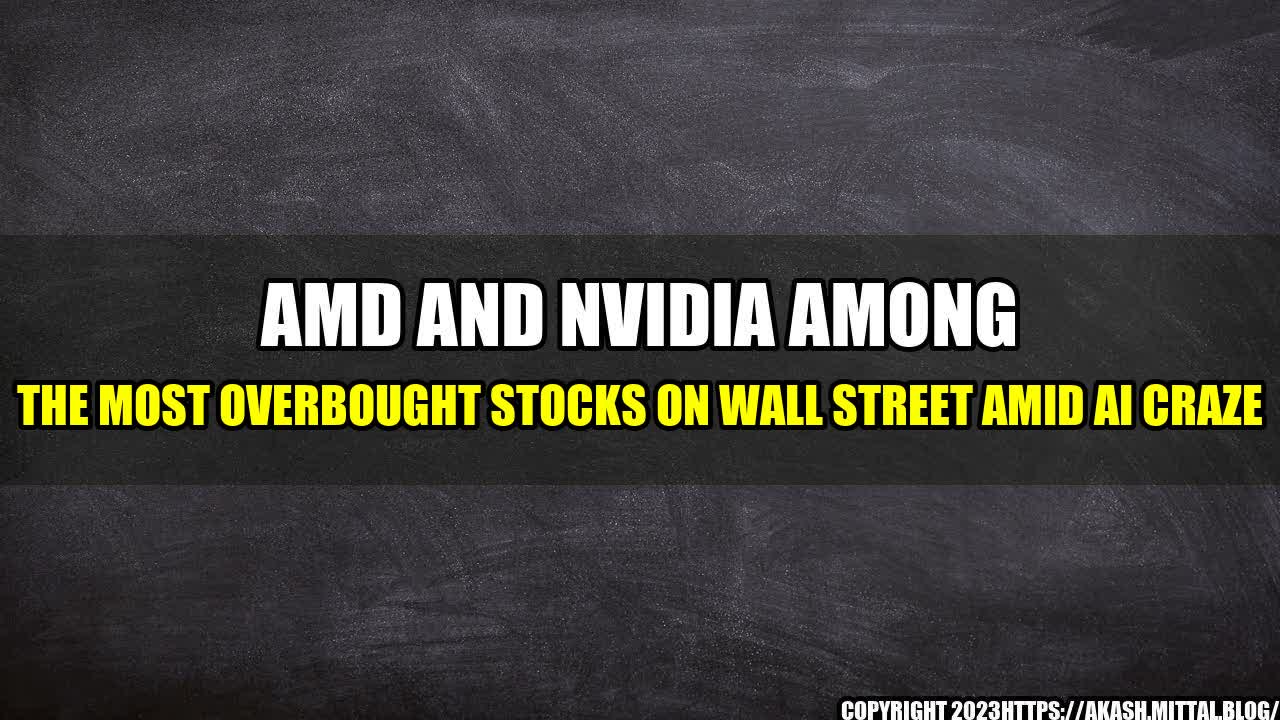 AMD AND NVIDIA AMONG
THE MOST OVERBOUGHT STOCKS ON WALL STREET AMID AI CRAZE
COPYRIGHT 2023HTTPS://AKASH.MITTAL.BLOG/